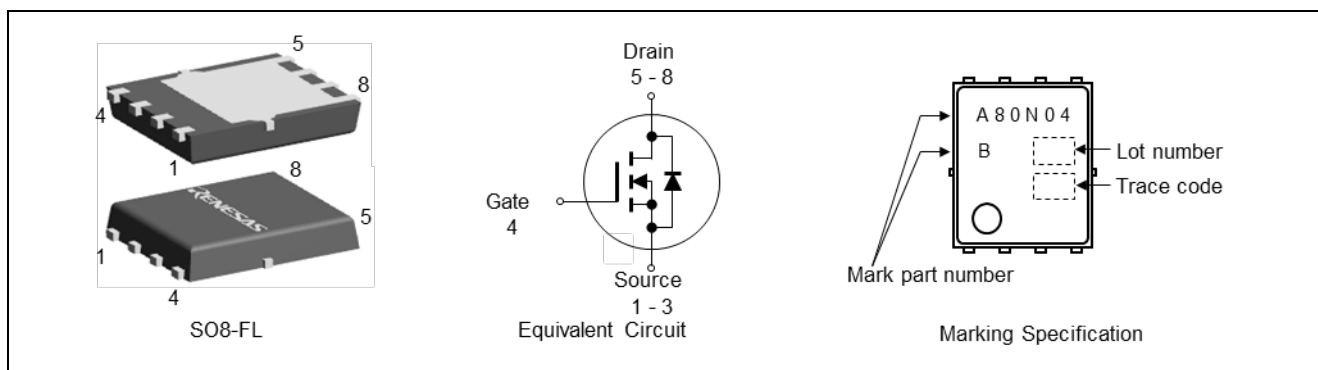 5
8
4
1
8
RENESAS
5
1
4
SO8-FL
Drain
5 - 8
Gate
4
Source
1 - 3
Equivalent Circuit
A80N04
B
Lot number
Trace code
Mark part number
Marking Specification